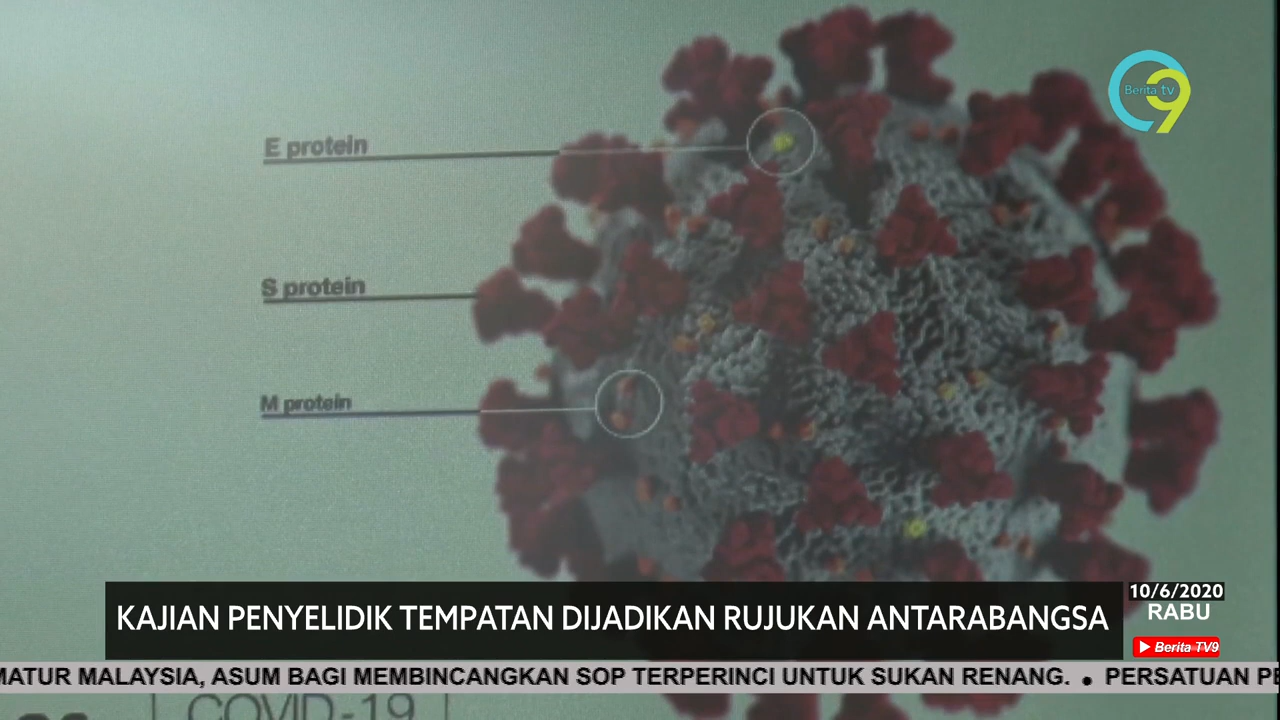 Berita tv
9
E protein
S protein
M protein
KAJIAN PENYELIDIK TEMPATAN DIJADIKAN RUJUKAN ANTARABANGSA
10/6/2020
RABU
Berita TV9
MATUR MALAYSIA, ASUM BAGI MEMBINCANGKAN SOP TERPERINCI UNTUK SUKAN RENANG. • PERSATUAN PE
COVID-19